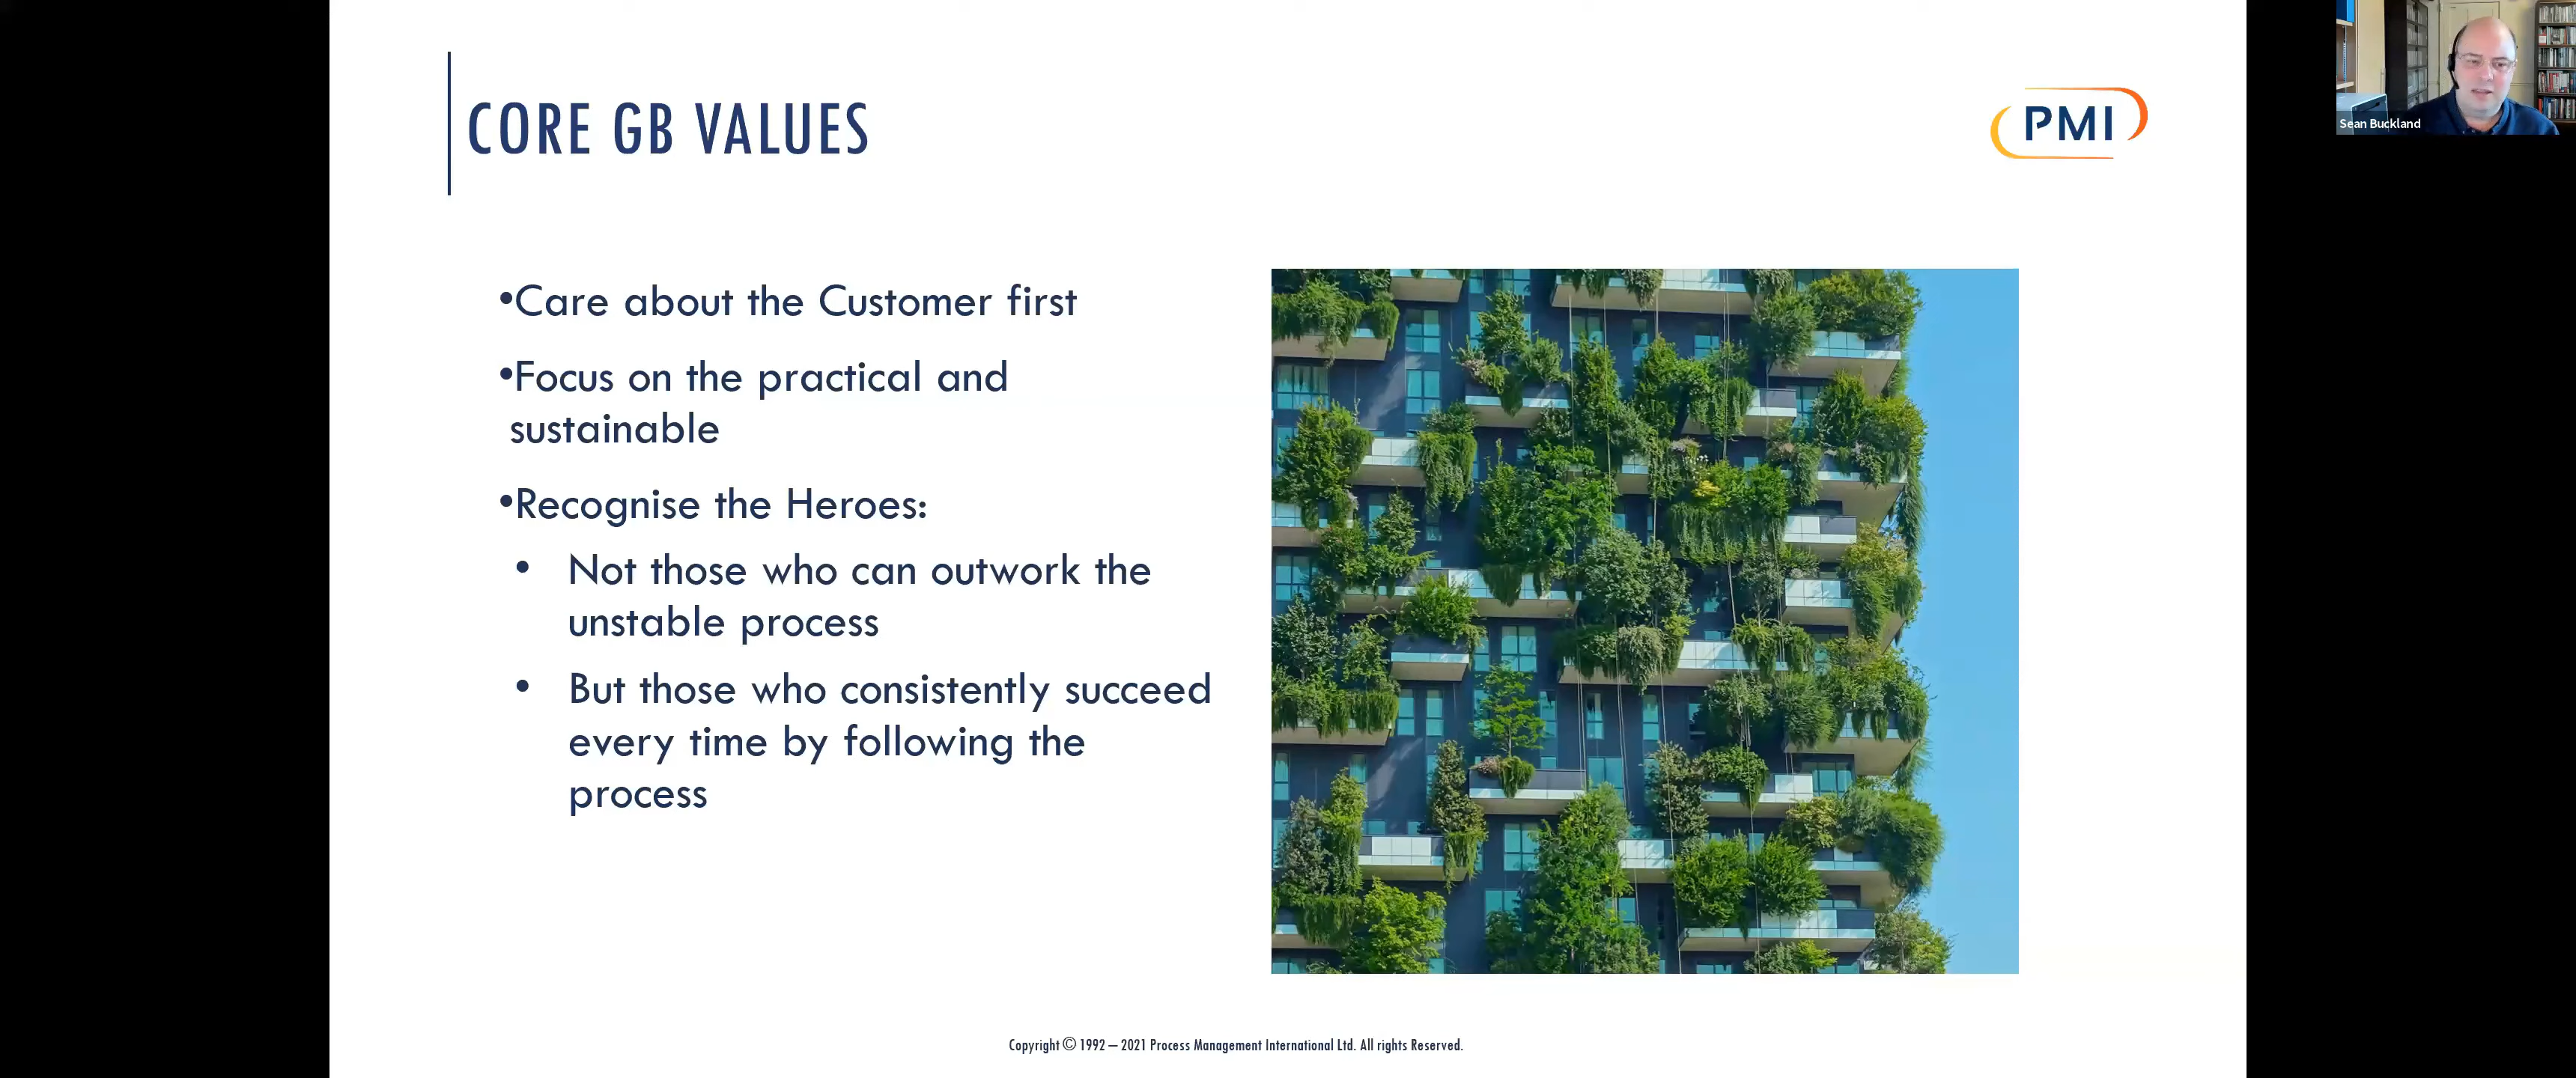 CORE GB VALUES
PMI
Sean Buckland
•Care about the Customer first
•Focus on the practical and
sustainable
•Recognise the Heroes:
• Not those who can outwork the
unstable process
• But those who consistently succeed
every time by following the
process
Copyright © 1992 – 2021 Process Management International Ltd. All rights Reserved.